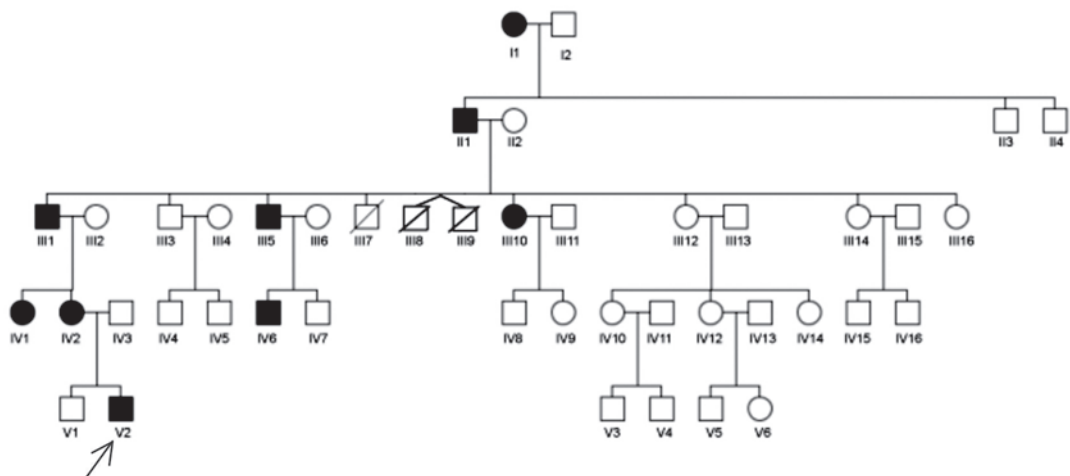 I1 I2
II1 II2 II3 II4
III1 III2 III3 III4 III5 III6 III7 III8 III9 III10 III11 III12 III13 III14 III15 III16
IV1 IV2 IV3 IV4 IV5 IV6 IV7 IV8 IV9 IV10 IV11 IV12 IV13 IV14 IV15 IV16
V1 V2 V3 V4 V5 V6